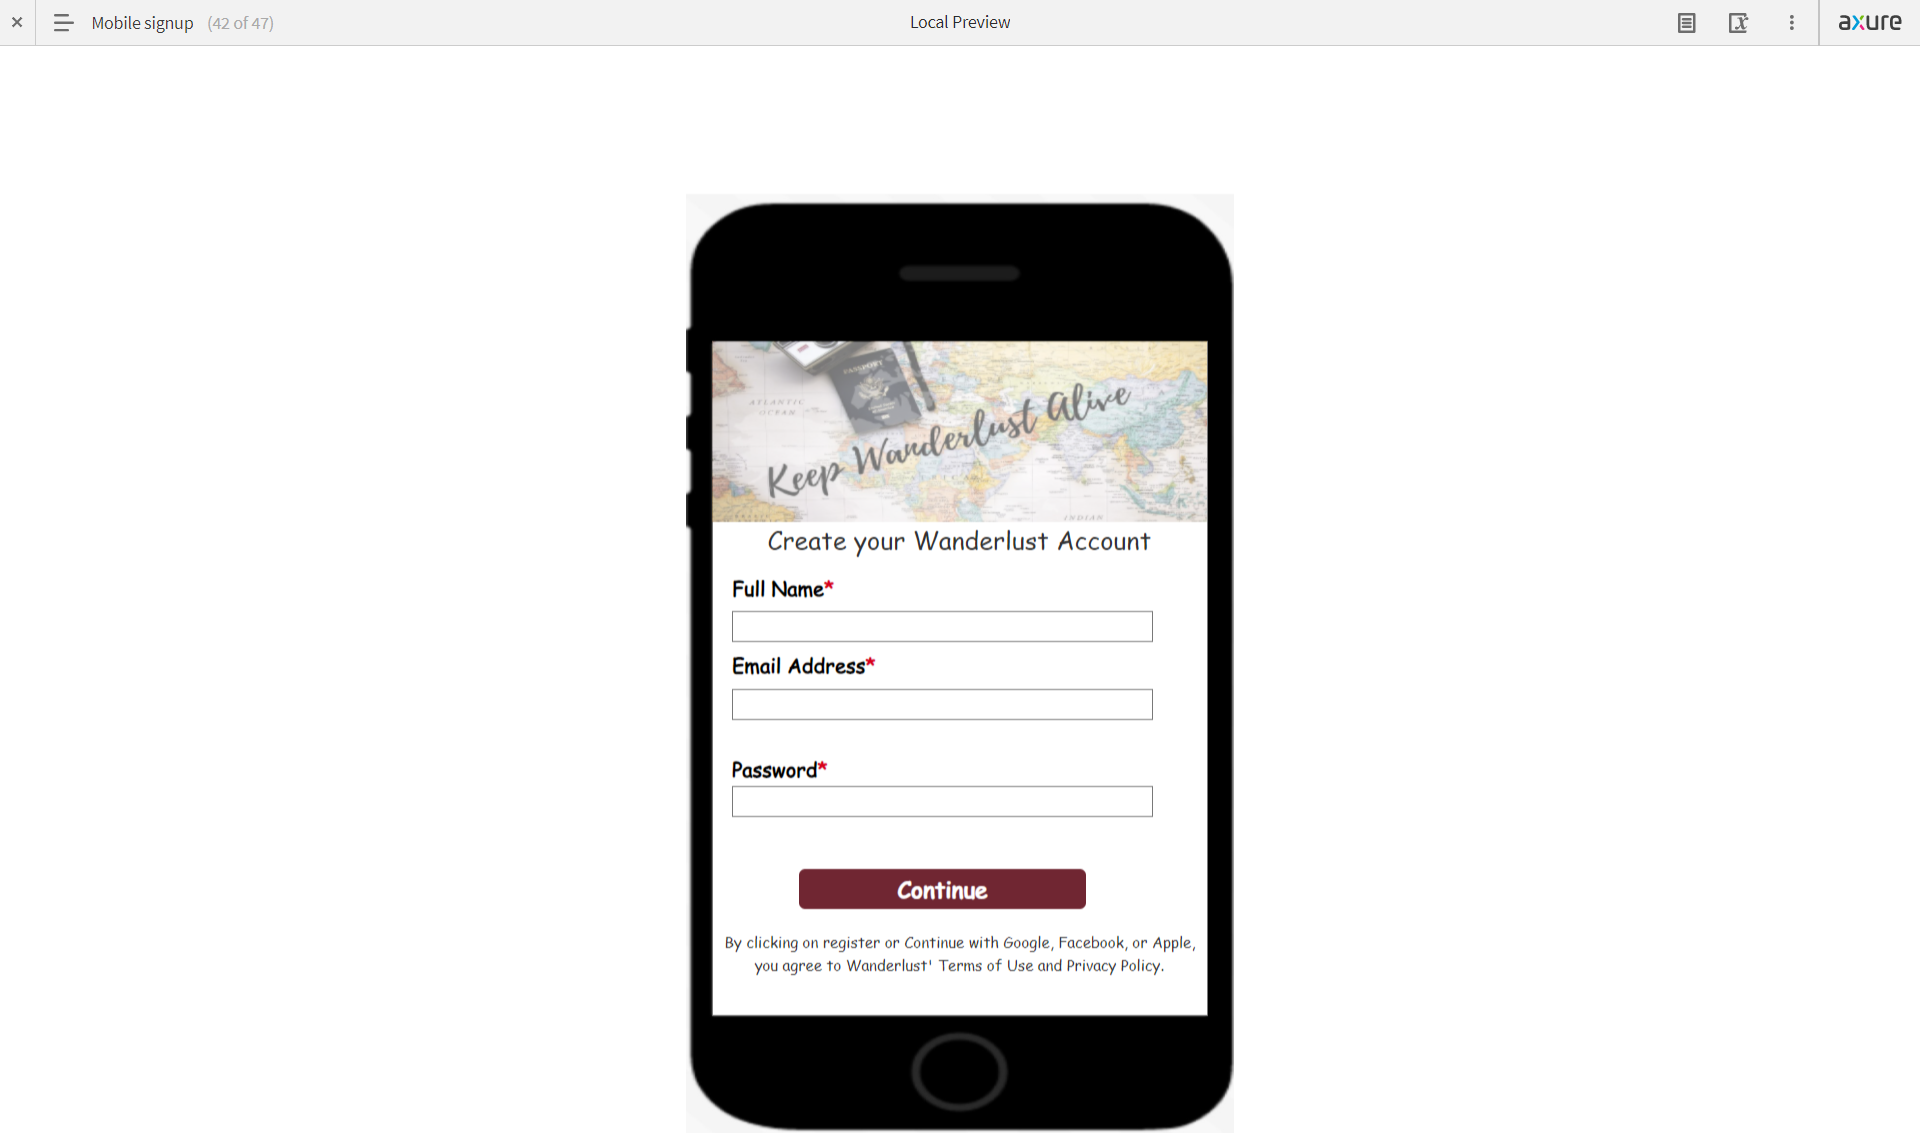 Mobile signup (42 of 47)
Local Preview
axure
PASSPORT
ATLANTIC
OCEAN
Keep Wanderlust Alive
INDIAN
Create your Wanderlust Account
Full Name*
Email Address*
Password*
Continue
By clicking on register or Continue with Google, Facebook, or Apple,
you agree to Wanderlust' Terms of Use and Privacy Policy.